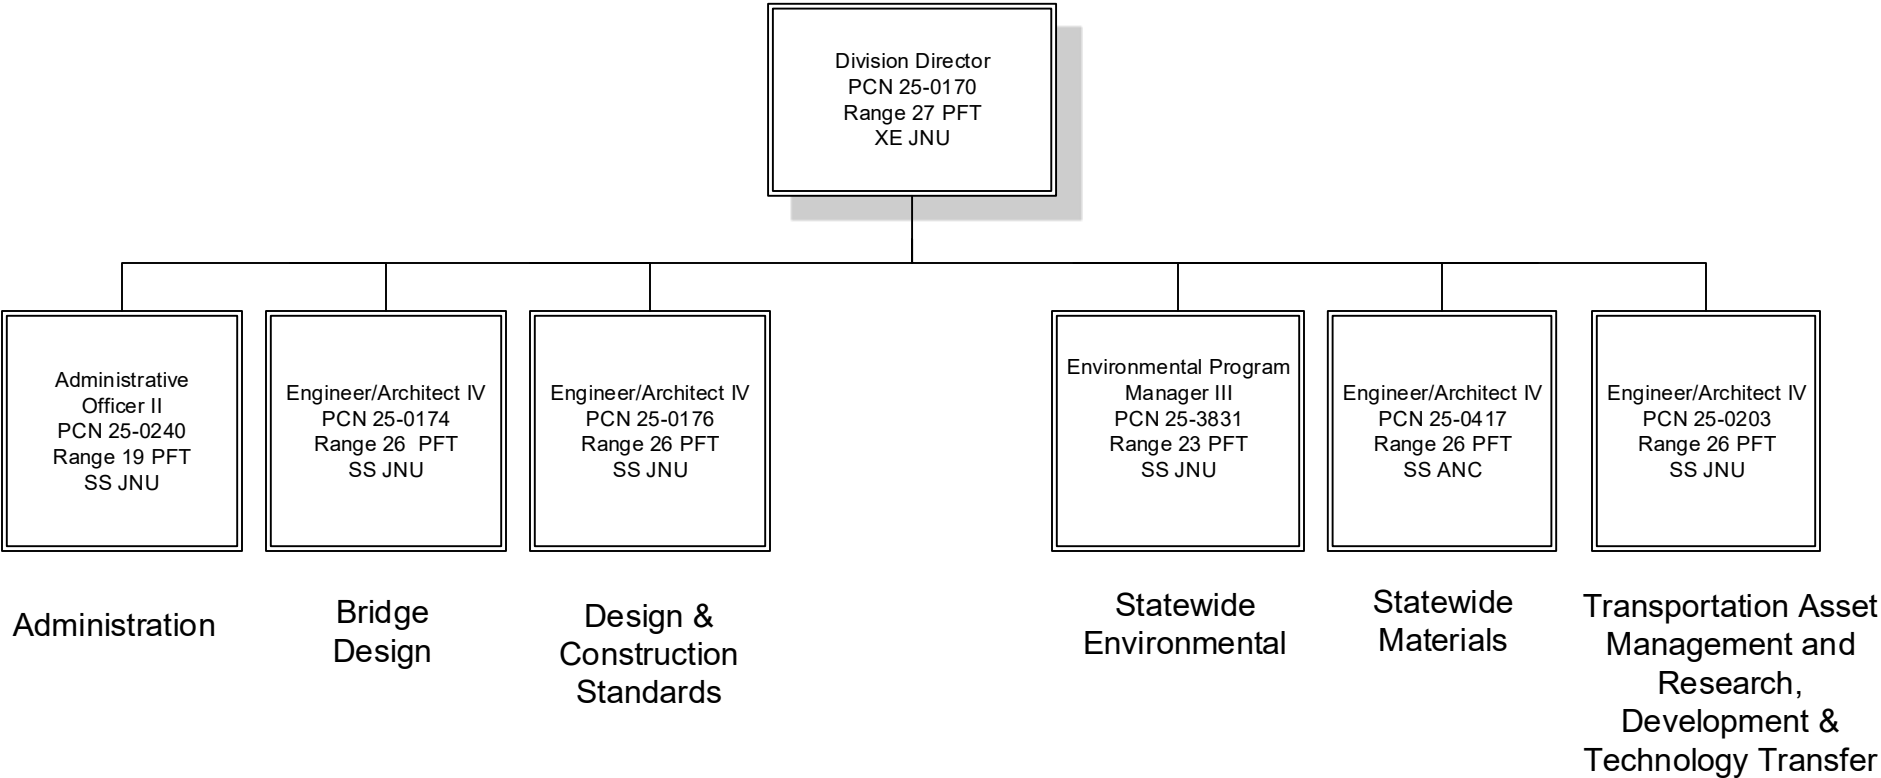 Division Director
PCN 25-0170
Range 27 PFT
XE JNU
Administrative
Officer II
PCN 25-0240
Range 19 PFT
SS JNU
Engineer/Architect IV
PCN 25-0174
Range 26  PFT
SS JNU
Engineer/Architect IV
PCN 25-0176
Range 26 PFT
SS JNU
Environmental Program
Manager III
PCN 25-3831
Range 23 PFT
SS JNU
Engineer/Architect IV
PCN 25-0417
Range 26 PFT
SS ANC
Engineer/Architect IV
PCN 25-0203
Range 26 PFT
SS JNU
Administration
Bridge
Design
Design &
Construction
Standards
Statewide
Environmental
Statewide
Materials
Transportation Asset
Management and
Research,
Development &
Technology Transfer